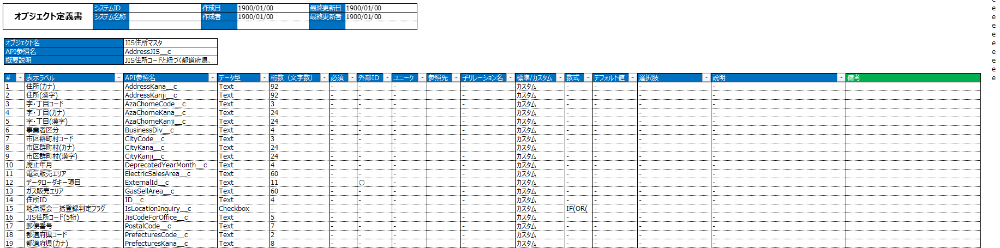 オブジェクト定義書
システムID 作成日 1900/01/00 最終更新日 1900/01/00
システム名称 作成者 1900/01/00 最終更新者 1900/01/00
オブジェクト名 JIS住所マスタ
API参照名 AddressJIS__c
概要説明 JIS住所コードと紐づく都道府県、
# 表示ラベル API参照名 データ型 桁数（文字数） 必須 外部ID ユニーク 参照先 子リレーション名 標準/カスタム 数式 デフォルト値 選択肢 説明 備考
1 住所(カナ) AddressKana__c Text 92 - - - - - カスタム - - - -
2 住所(漢字) AddressKanji__c Text 92 - - - - - カスタム - - - -
3 字・丁目コード AzaChomeCode__c Text 3 - - - - - カスタム - - - -
4 字・丁目(カナ) AzaChomeKana__c Text 24 - - - - - カスタム - - - -
5 字・丁目(漢字) AzaChomeKanji__c Text 24 - - - - - カスタム - - - -
6 事業者区分 BusinessDiv__c Text 4 - - - - - カスタム - - - -
7 市区群町村コード CityCode__c Text 3 - - - - - カスタム - - - -
8 市区群町村(カナ) CityKana__c Text 24 - - - - - カスタム - - - -
9 市区群町村(漢字) CityKanji__c Text 24 - - - - - カスタム - - - -
10 廃止年月 DeprecatedYearMonth__c Text 4 - - - - - カスタム - - - -
11 電気販売エリア ElectricSalesArea__c Text 60 - - - - - カスタム - - - -
12 データローダキー項目 ExternalId__c Text 11 - ○ - - - カスタム - - - -
13 ガス販売エリア GasSellArea__c Text 60 - - - - - カスタム - - - -
14 住所ID ID__c Text 4 - - - - - カスタム - - - -
15 地点照会一括登録判定フラグ IsLocationInquiry__c Checkbox - - - - - - カスタム IF(OR( - - -
16 JIS住所コード(5桁) JisCodeForOffice__c Text 5 - - - - - カスタム - - - -
17 郵便番号 PostalCode__c Text 7 - - - - - カスタム - - - -
18 都道府県コード PrefecturesCode__c Text 2 - - - - - カスタム - - - -
19 都道府県(カナ) PrefecturesKana__c Text 8 - - - - - カスタム - - - -
e
e
e
e
e
e
e
e
e